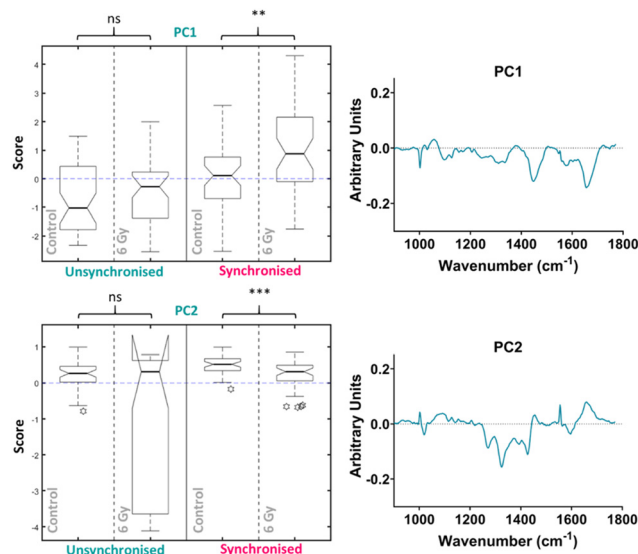 ns
**
PC1
4
3
2
1
0
-1
-2
Score
Control
6 Gy
Control
6 Gy
Unsynchronised
Synchronised
PC1
0.2
0.0
-0.2
Arbitrary Units
1000 1200 1400 1600 1800
Wavenumber (cm-1)
ns
***
PC2
1
0
-1
-2
-3
-4
Score
Control
6 Gy
Control
6 Gy
Unsynchronised
Synchronised
PC2
0.2
0.0
-0.2
Arbitrary Units
1000 1200 1400 1600 1800
Wavenumber (cm-1)